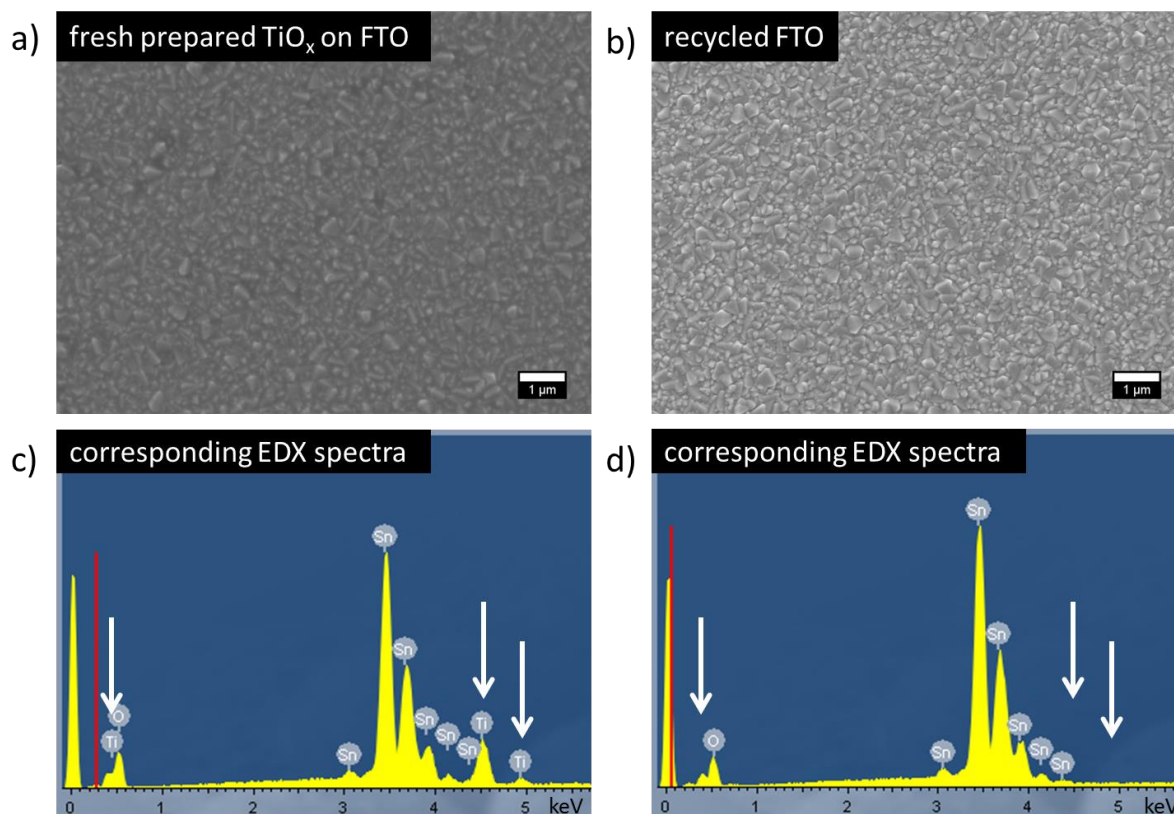 a) fresh prepared TiOₓ on FTO
b) recycled FTO
1 µm
1 µm
c) corresponding EDX spectra
d) corresponding EDX spectra
Sn
Sn
O
Ti
Sn
Sn
Sn
Sn
Ti
Ti
0 1 2 3 4 5 keV
Sn
Sn
O
Sn
Sn
Sn
Sn
0 1 2 3 4 5 keV